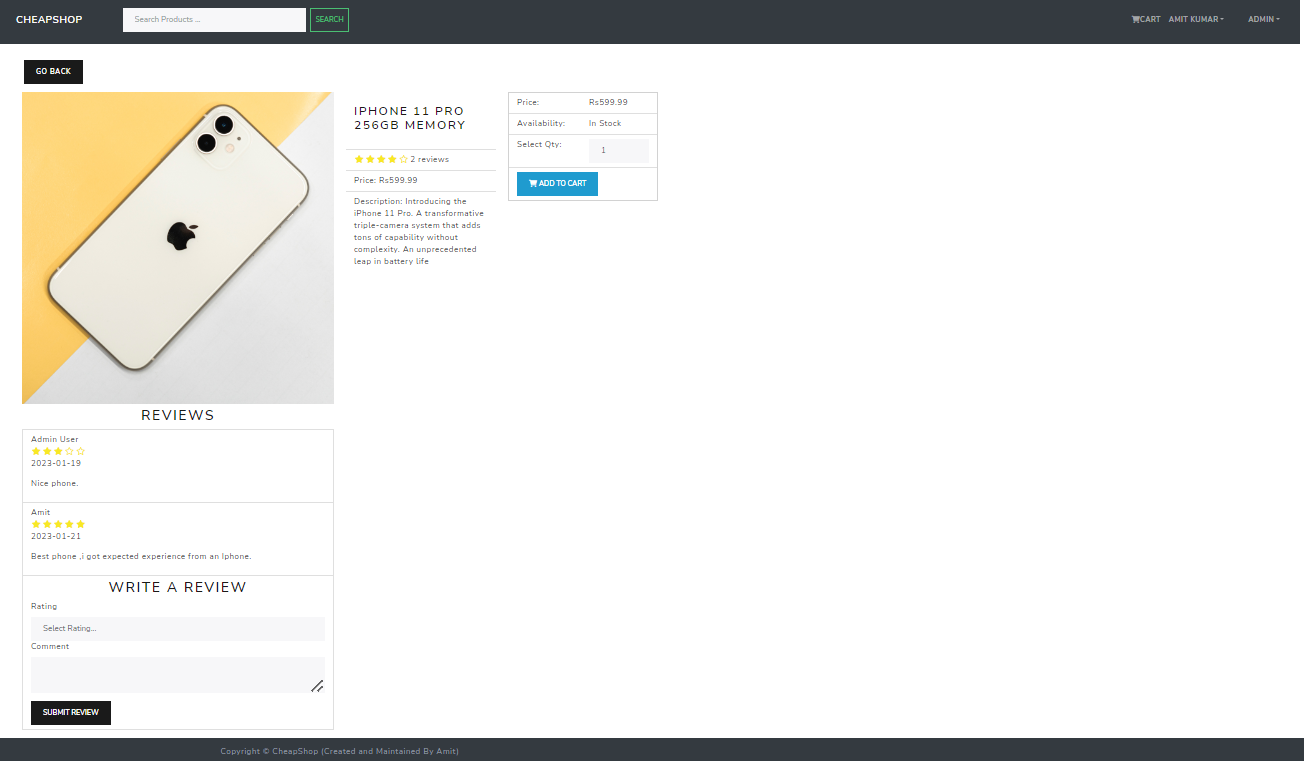 CHEAPSHOP
Search Products ...
SEARCH
CART
AMIT KUMAR
ADMIN
GO BACK
IPHONE 11 PRO
256GB MEMORY
2 reviews
Price: Rs599.99
Description: Introducing the
iPhone 11 Pro. A transformative
triple-camera system that adds
tons of capability without
complexity. An unprecedented
leap in battery life
Price: Rs599.99
Availability: In Stock
Select Qty: 1
ADD TO CART
REVIEWS
Admin User
2023-01-19
Nice phone.
Amit
2023-01-21
Best phone ,i got expected experience from an Iphone.
WRITE A REVIEW
Rating
Select Rating...
Comment
SUBMIT REVIEW
Copyright © CheapShop (Created and Maintained By Amit)